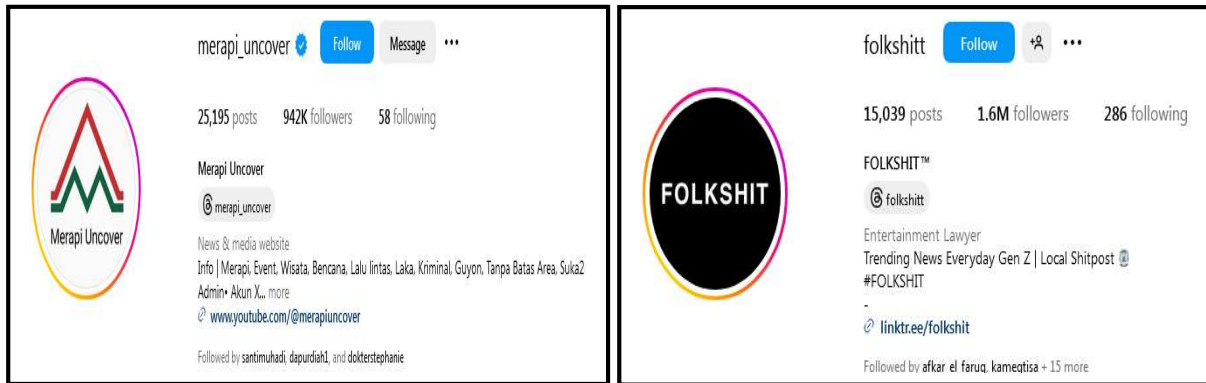 merapi_uncover Follow Message •••
25,195 posts 942K followers 58 following
Merapi Uncover
Merapi Uncover
merapi_uncover
News & media website
Info | Merapi, Event, Wisata, Bencana, Lalu lintas, Laka, Kriminal, Guyon, Tanpa Batas Area, Suka2
Admin• Akun X... more
www.youtube.com/@merapiuncover
Followed by santimuhadi, dapurdiah1, and dokterstephanie
folkshitt Follow •••
15,039 posts 1.6M followers 286 following
FOLKSHIT
FOLKSHIT™
folkshitt
Entertainment Lawyer
Trending News Everyday Gen Z | Local Shitpost
#FOLKSHIT
-
linktr.ee/folkshit
Followed by afkar_el_faruq, kameqtisa + 15 more